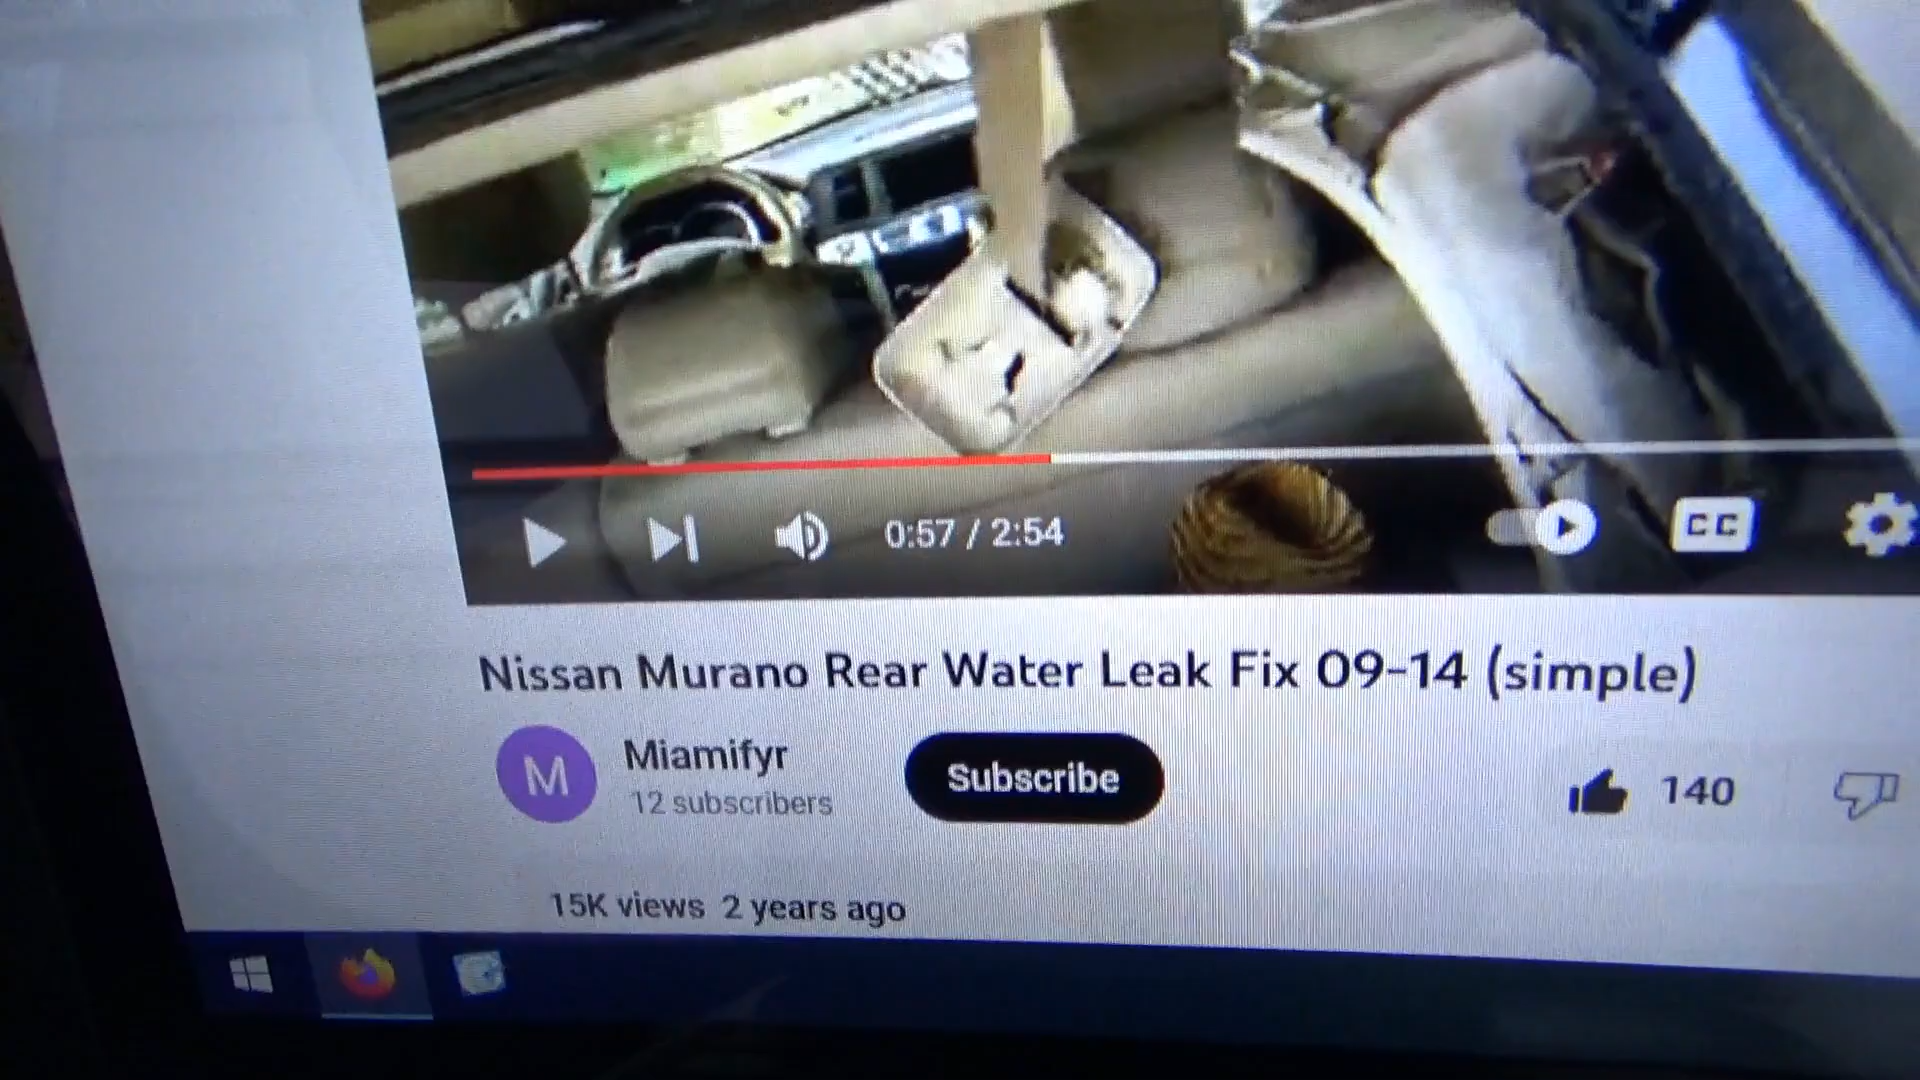 0:57 / 2:54
CC
Nissan Murano Rear Water Leak Fix 09-14 (simple)
M
Miamifyr
12 subscribers
Subscribe
140
15K views 2 years ago